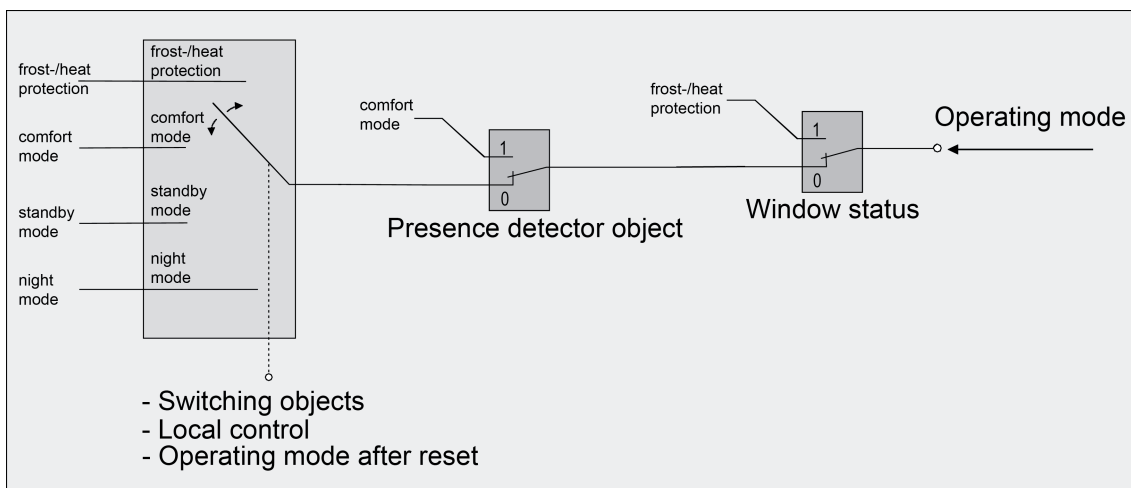 frost-/heat
protection
comfort
mode
standby
mode
night
mode
frost-/heat
protection
comfort
mode
standby
mode
night
mode
comfort
mode
1
0
Presence detector object
frost-/heat
protection
1
0
Window status
Operating mode
- Switching objects
- Local control
- Operating mode after reset